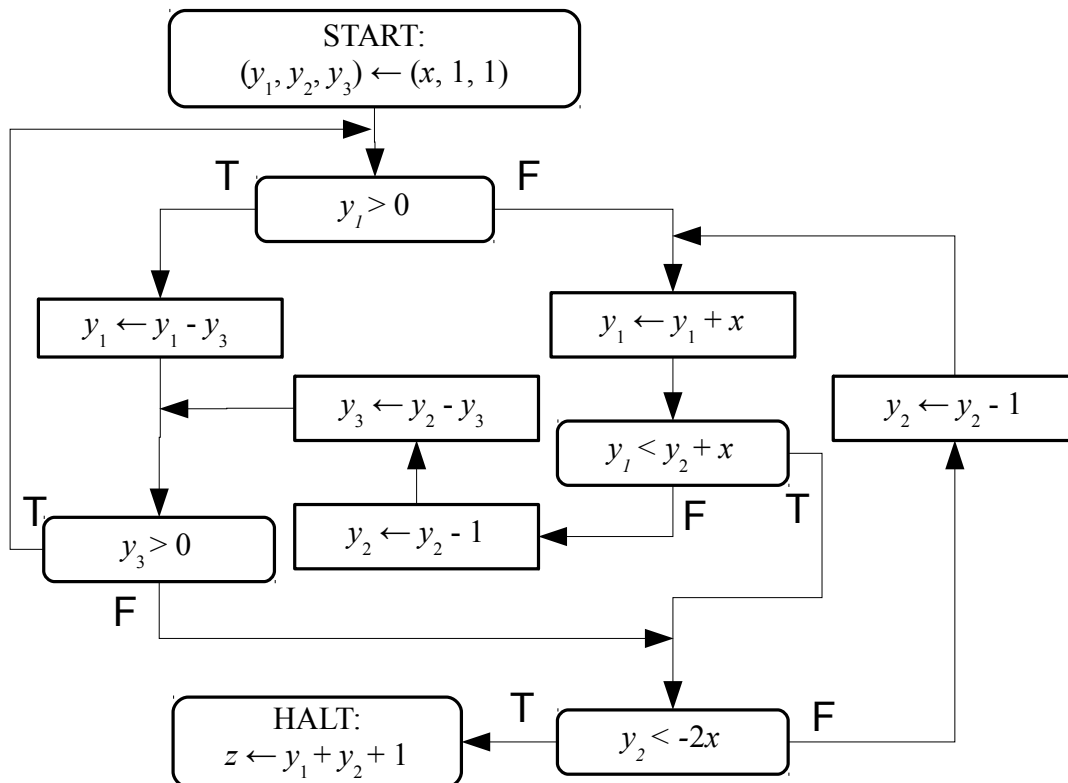 START:
(y₁, y₂, y₃) ← (x, 1, 1)
T
F
y₁ > 0
y₁ ← y₁ - y₃
y₁ ← y₁ + x
y₃ ← y₂ - y₃
y₂ ← y₂ - 1
y₁ < y₂ + x
T
F
T
y₂ ← y₂ - 1
y₃ > 0
F
HALT:
z ← y₁ + y₂ + 1
T
y₂ < -2x
F